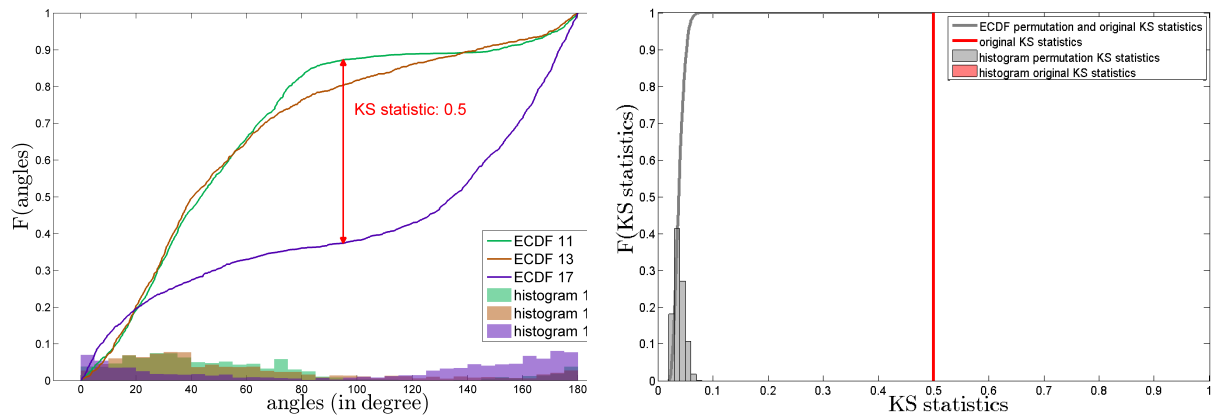 1
0.9
0.8
0.7
0.6
0.5
0.4
0.3
0.2
0.1
0
F(angles)
KS statistic: 0.5
ECDF 11
ECDF 13
ECDF 17
histogram 1
histogram 1
histogram 1
0 20 40 60 80 100 120 140 160 180
angles (in degree)
1
0.9
0.8
0.7
0.6
0.5
0.4
0.3
0.2
0.1
0
F(KS statistics)
ECDF permutation and original KS statistics
original KS statistics
histogram permutation KS statistics
histogram original KS statistics
0 0.1 0.2 0.3 0.4 0.5 0.6 0.7 0.8 0.9 1
KS statistics